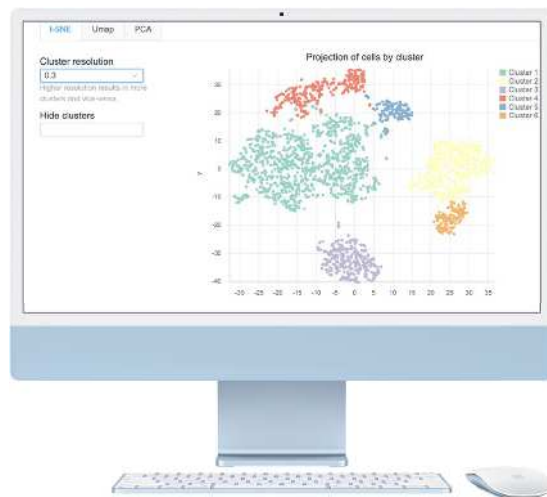 t-SNE Umap PCA
Cluster resolution
0.3
Higher resolution results in more
clusters and vice versa.
Hide clusters
Projection of cells by cluster
Cluster 1
Cluster 2
Cluster 3
Cluster 4
Cluster 5
Cluster 6
30
20
10
0
-10
-20
-30
-40
y
-30 -25 -20 -15 -10 -5 0 5 10 15 20 25 30 35